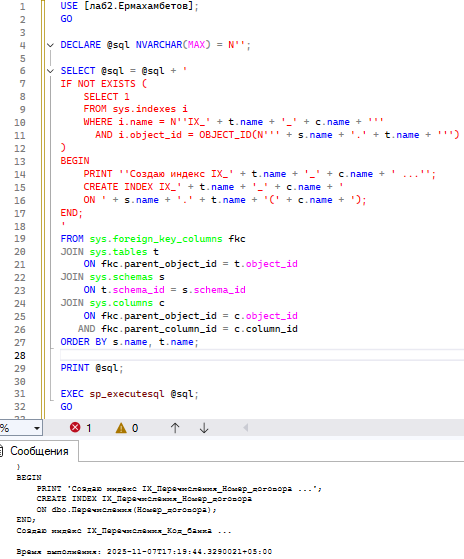 USE [лаб2.Ермахамбетов];
GO
DECLARE @sql NVARCHAR(MAX) = N'';
SELECT @sql = @sql + '
IF NOT EXISTS (
SELECT 1
FROM sys.indexes i
WHERE i.name = N''IX_' + t.name + '_' + c.name + '''
AND i.object_id = OBJECT_ID(N''' + s.name + '.' + t.name + ''')
)
BEGIN
PRINT ''Создаю индекс IX_' + t.name + '_' + c.name + ' ...'';
CREATE INDEX IX_' + t.name + '_' + c.name + '
ON ' + s.name + '.' + t.name + '(' + c.name + ');
END;
'
FROM sys.foreign_key_columns fkc
JOIN sys.tables t
ON fkc.parent_object_id = t.object_id
JOIN sys.schemas s
ON t.schema_id = s.schema_id
JOIN sys.columns c
ON fkc.parent_object_id = c.object_id
AND fkc.parent_column_id = c.column_id
ORDER BY s.name, t.name;
PRINT @sql;
EXEC sp_executesql @sql;
GO
% 1 0
Сообщения
)
BEGIN
PRINT 'Создаю индекс IX_Перечисления_Номер_договора ...';
CREATE INDEX IX_Перечисления_Номер_договора
ON dbo.Перечисления(Номер_договора);
END;
Создаю индекс IX_Перечисления_Код_банка ...
Время выполнения: 2025-11-07T17:19:44.3290021+05:00